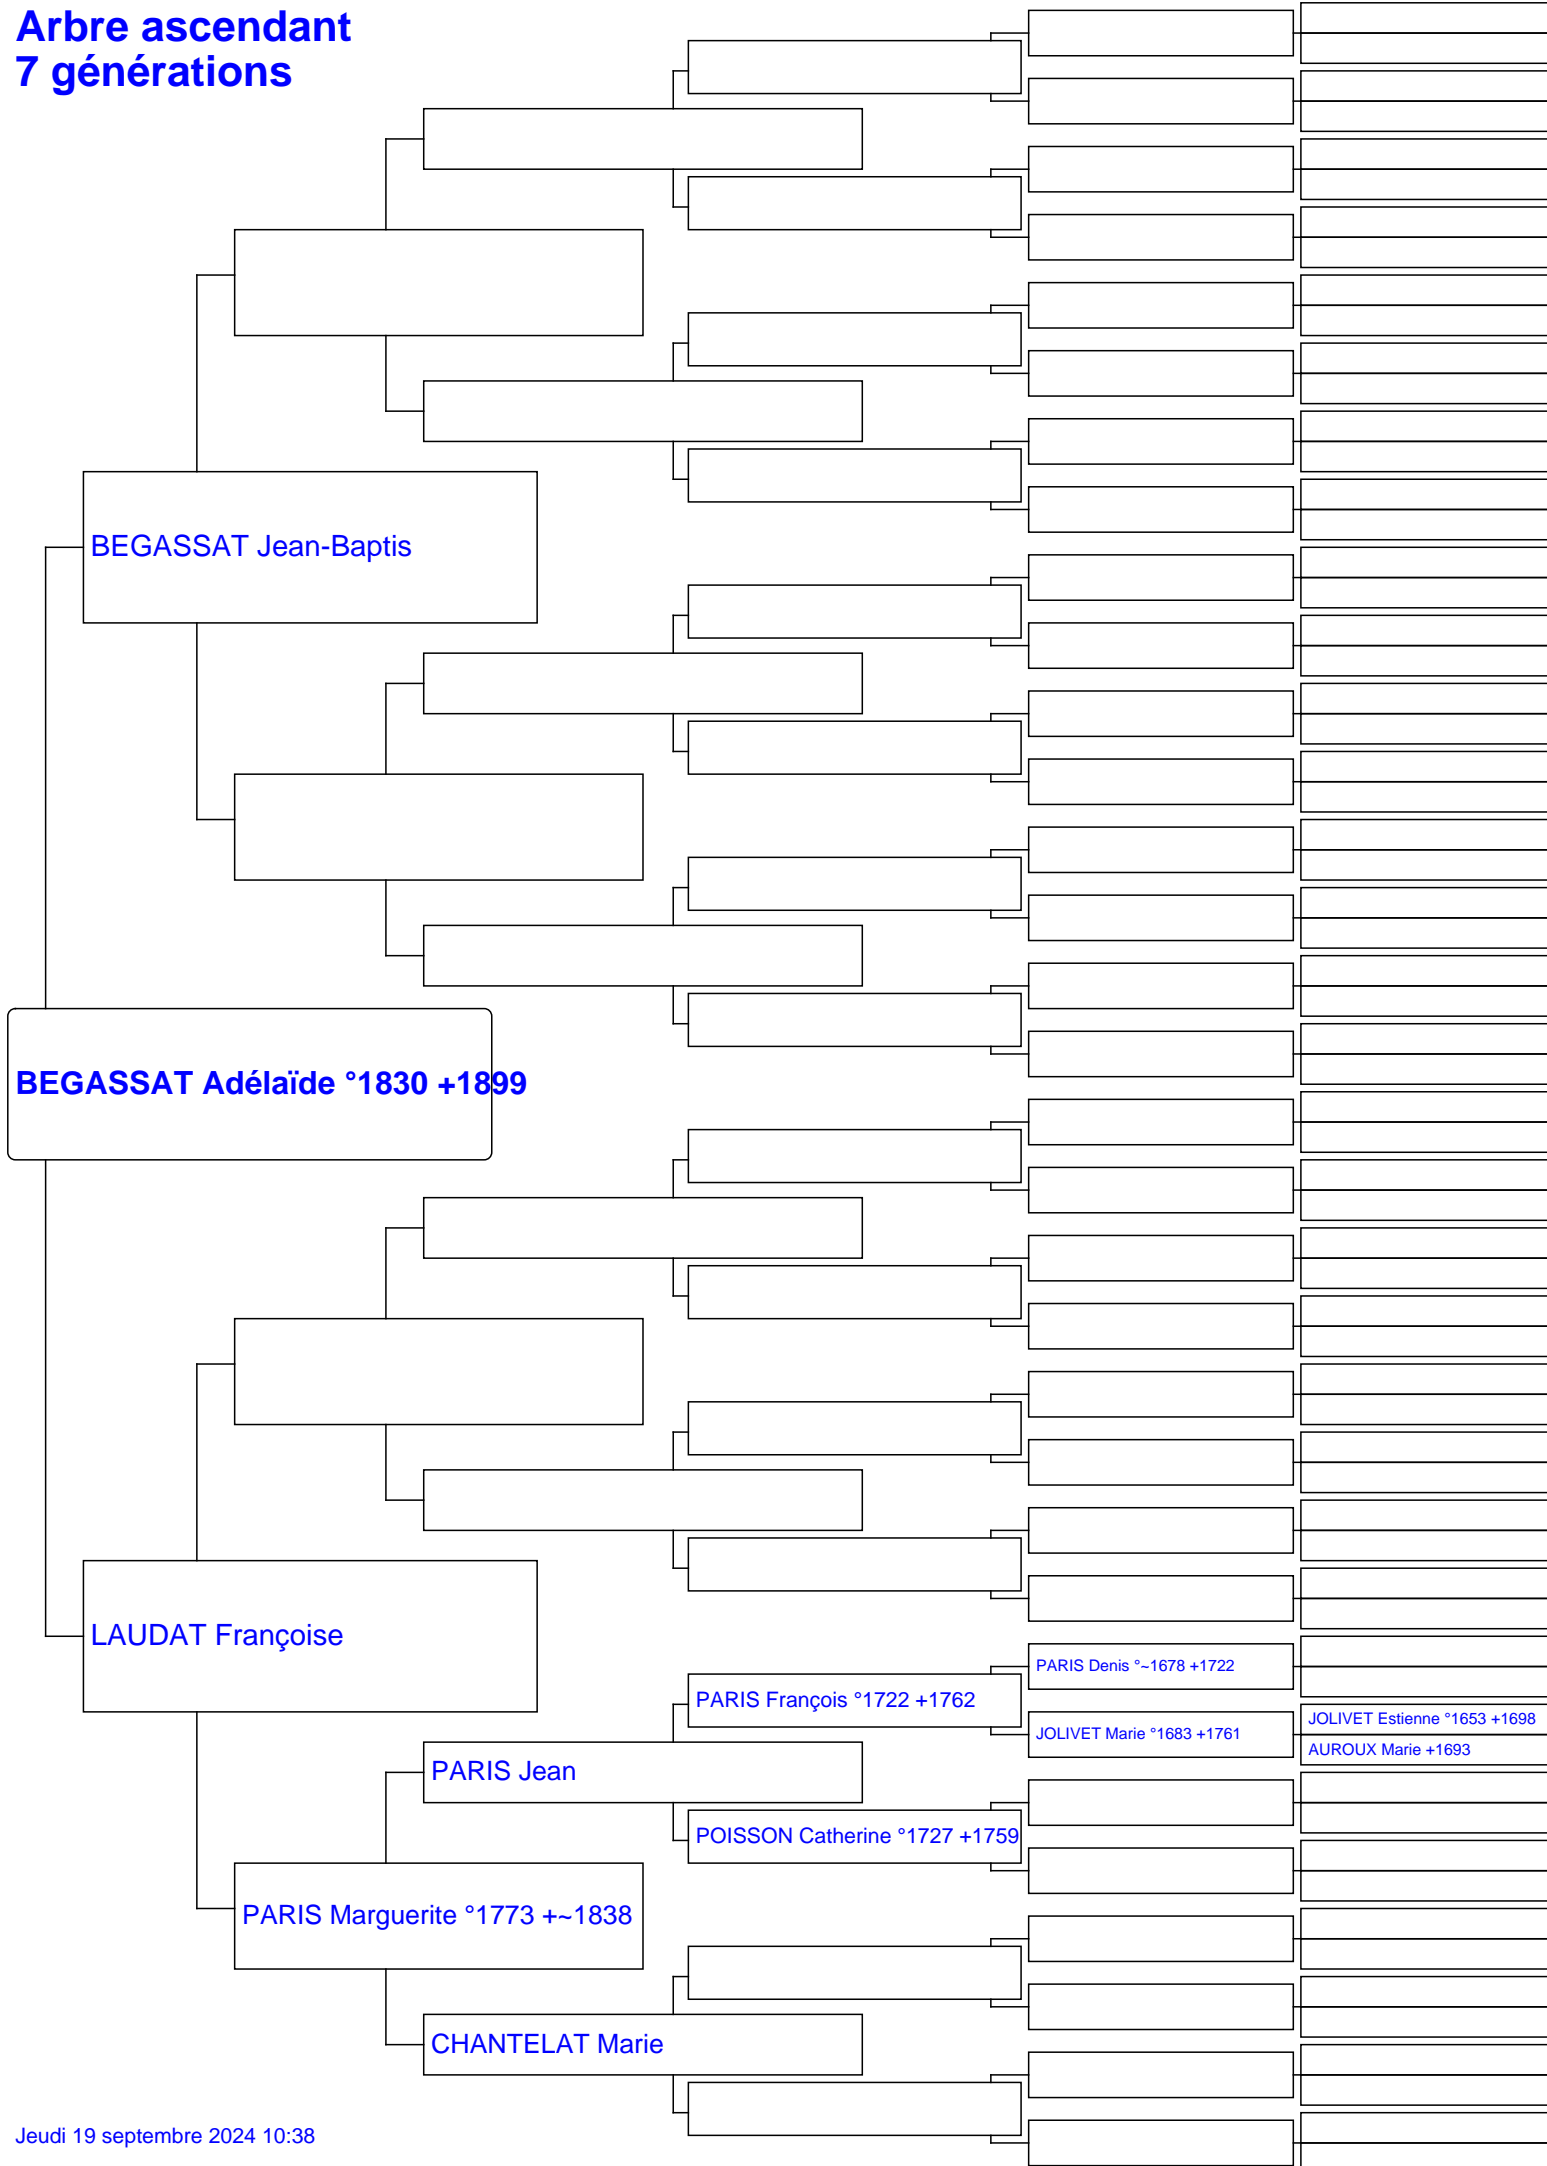 Arbre ascendant
7 générations
BEGASSAT Jean-Baptis
BEGASSAT Adélaïde °1830 +1899
LAUDAT Françoise
PARIS Denis °~1678 +1722
PARIS François °1722 +1762
JOLIVET Estienne °1653 +1698
JOLIVET Marie °1683 +1761
AUROUX Marie +1693
PARIS Jean
POISSON Catherine °1727 +1759
PARIS Marguerite °1773 +~1838
CHANTELAT Marie
Jeudi 19 septembre 2024 10:38